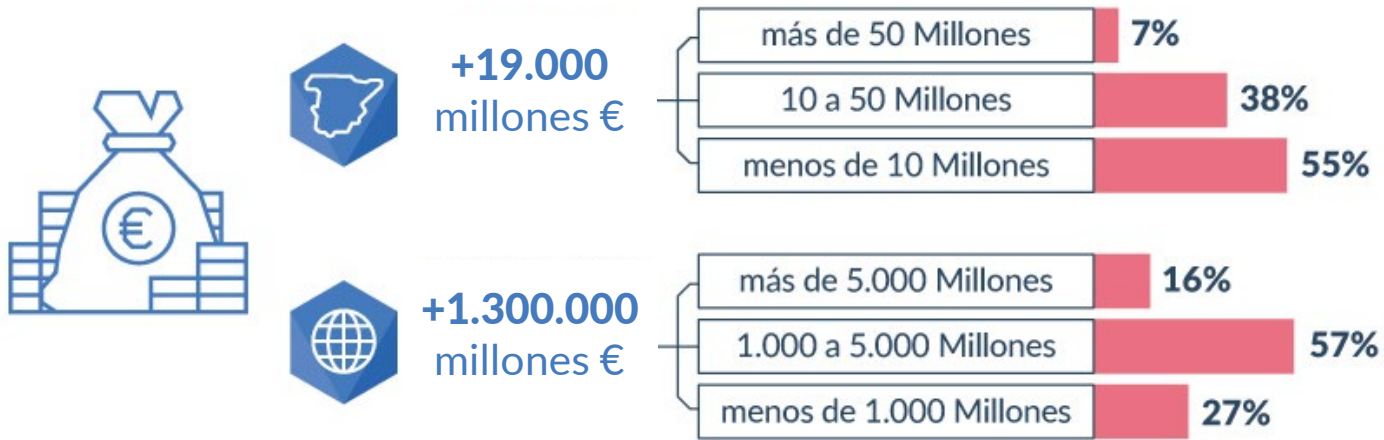 +19.000
millones €
más de 50 Millones 7%
10 a 50 Millones 38%
menos de 10 Millones 55%
€
+1.300.000
millones €
más de 5.000 Millones 16%
1.000 a 5.000 Millones 57%
menos de 1.000 Millones 27%